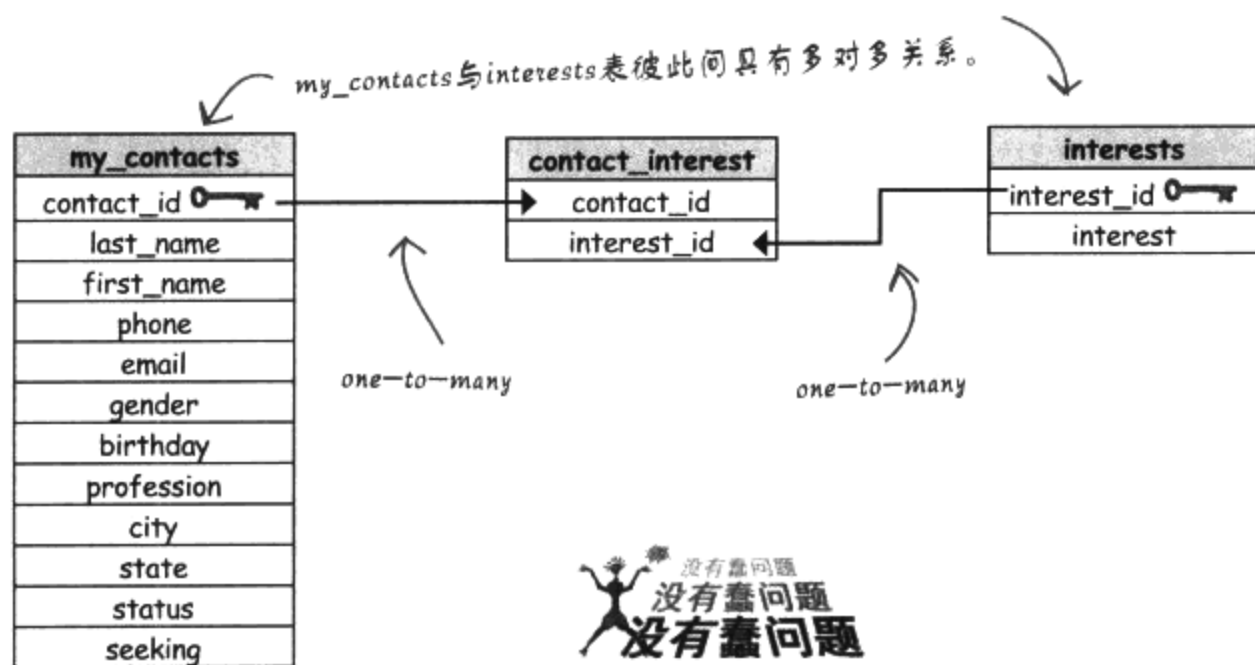 my_contacts与interests表彼此间具有多对多关系。
my_contacts
contact_id
last_name
first_name
phone
email
gender
birthday
profession
city
state
status
seeking
contact_interest
contact_id
interest_id
interests
interest_id
interest
one-to-many
one-to-many
没有蠢问题
没有蠢问题
没有蠢问题